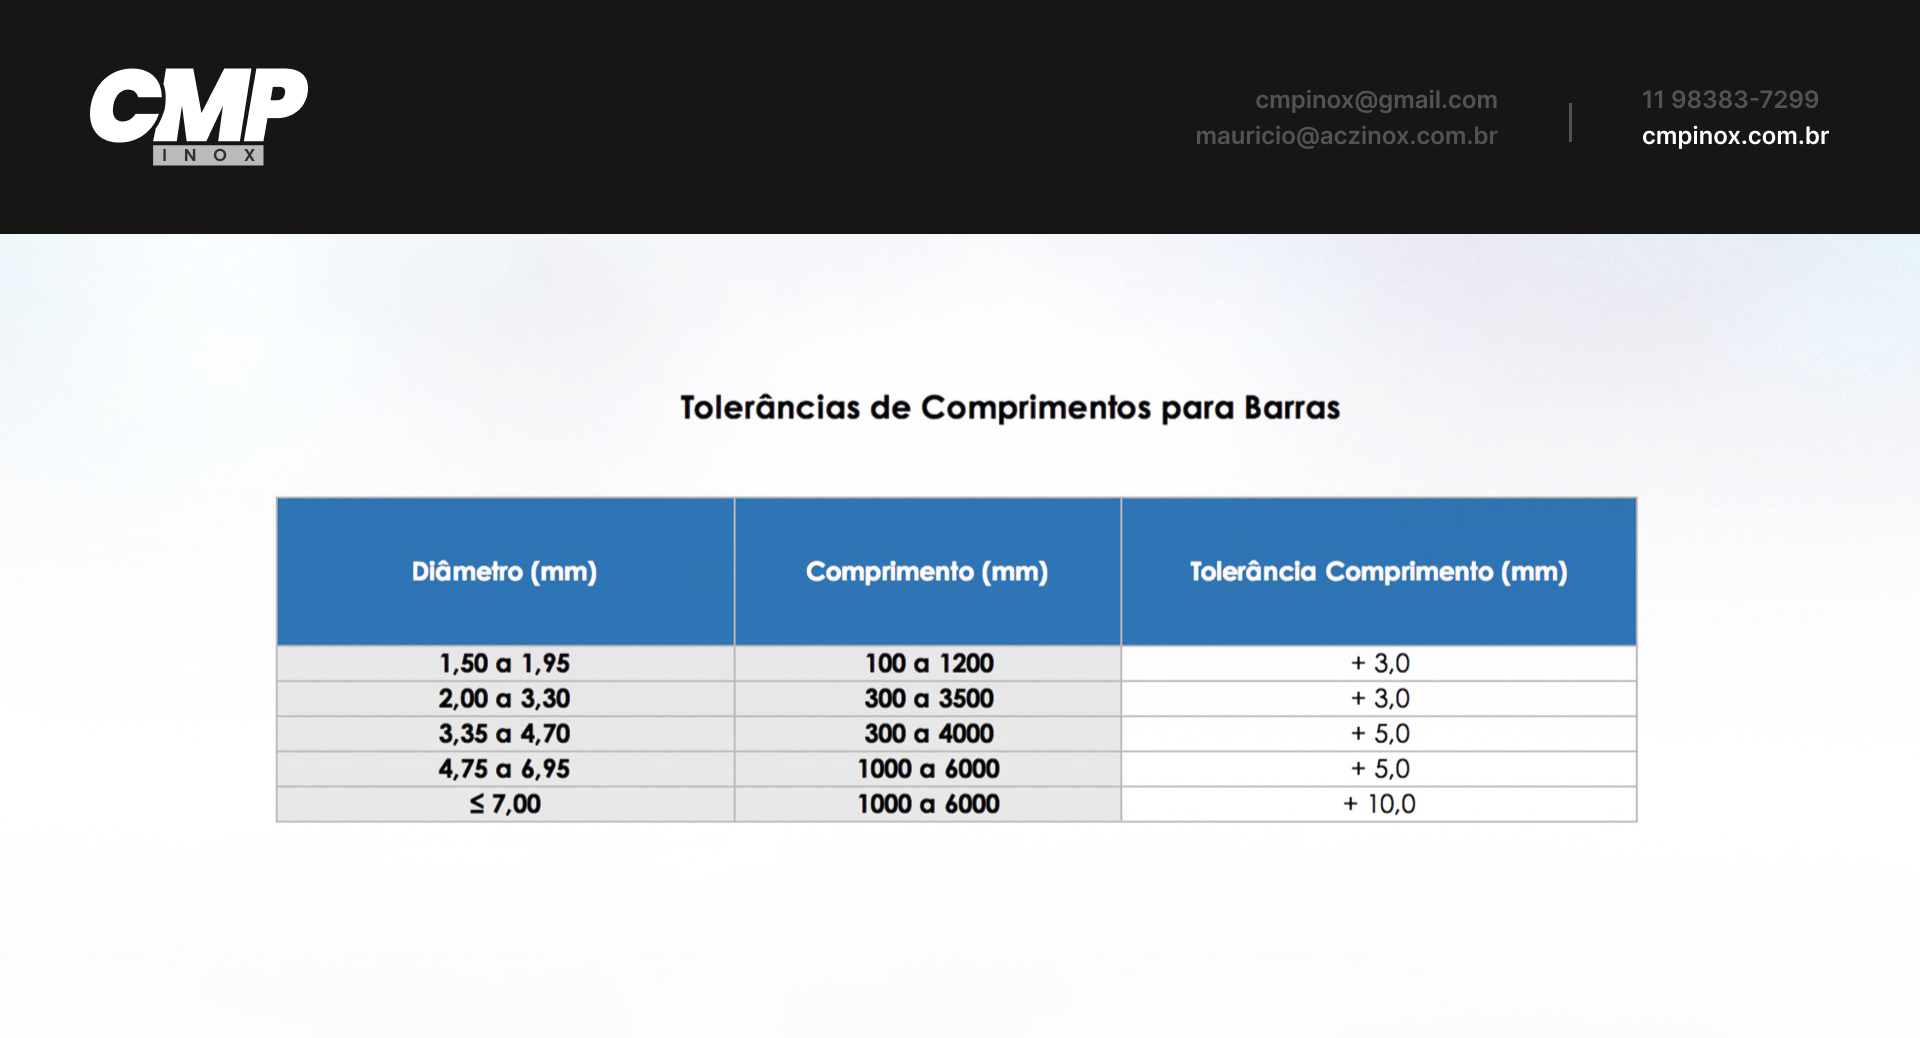 CMP
INOX
cmpinox@gmail.com
mauricio@aczinox.com.br
11 98383-7299
cmpinox.com.br
Tolerâncias de Comprimentos para Barras
Diâmetro (mm) Comprimento (mm) Tolerância Comprimento (mm)
1,50 a 1,95 100 a 1200 + 3,0
2,00 a 3,30 300 a 3500 + 3,0
3,35 a 4,70 300 a 4000 + 5,0
4,75 a 6,95 1000 a 6000 + 5,0
≤ 7,00 1000 a 6000 + 10,0